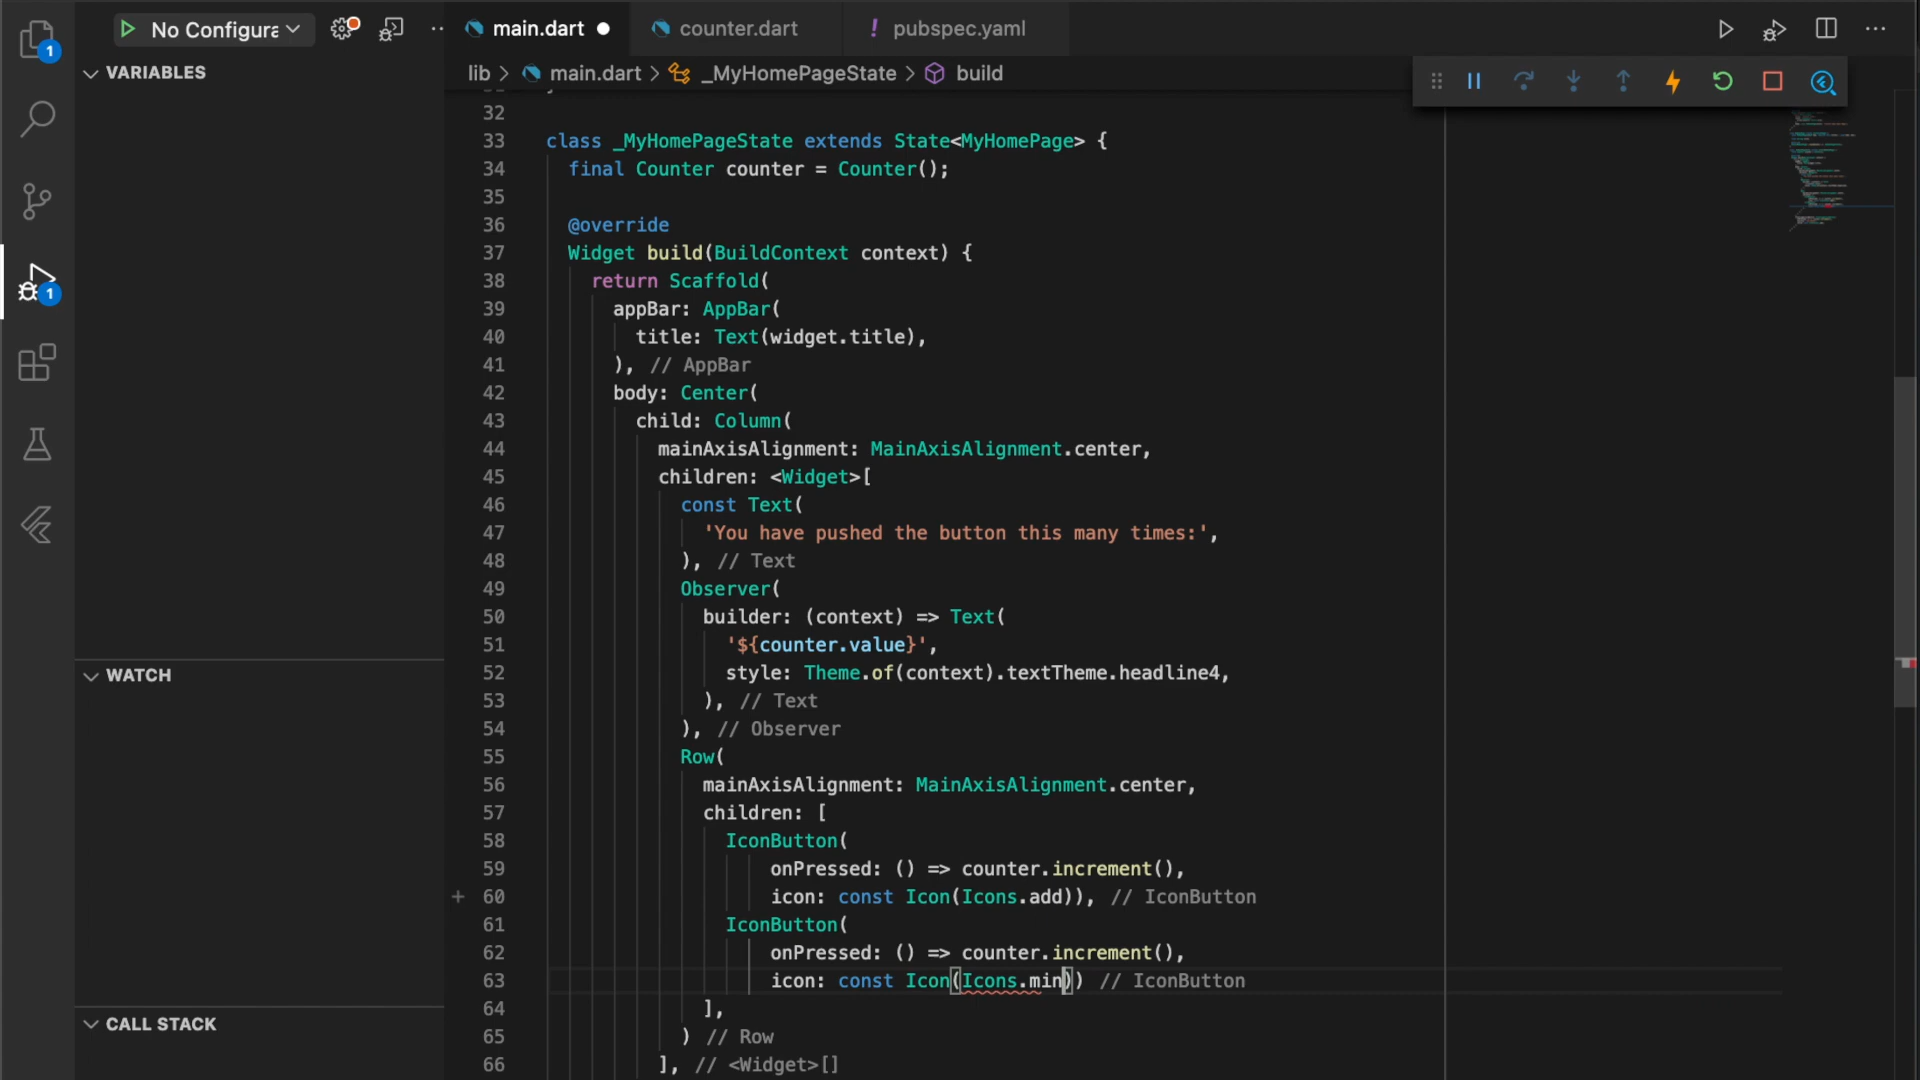 No Configura
main.dart
counter.dart
! pubspec.yaml
1
VARIABLES
lib > main.dart > _MyHomePageState > build
32
33 class _MyHomePageState extends State<MyHomePage> {
34 final Counter counter = Counter();
35
36 @override
37 Widget build(BuildContext context) {
38 return Scaffold(
39 appBar: AppBar(
40 title: Text(widget.title),
41 ), // AppBar
42 body: Center(
43 child: Column(
44 mainAxisAlignment: MainAxisAlignment.center,
45 children: <Widget>[
46 const Text(
47 'You have pushed the button this many times:',
48 ), // Text
49 Observer(
50 builder: (context) => Text(
51 '${counter.value}',
52 style: Theme.of(context).textTheme.headline4,
53 ), // Text
54 ), // Observer
55 Row(
56 mainAxisAlignment: MainAxisAlignment.center,
57 children: [
58 IconButton(
59 onPressed: () => counter.increment(),
60 icon: const Icon(Icons.add)), // IconButton
61 IconButton(
62 onPressed: () => counter.increment(),
63 icon: const Icon(Icons.min)) // IconButton
64 ],
65 ) // Row
66 ], // <Widget>[]
1
WATCH
CALL STACK